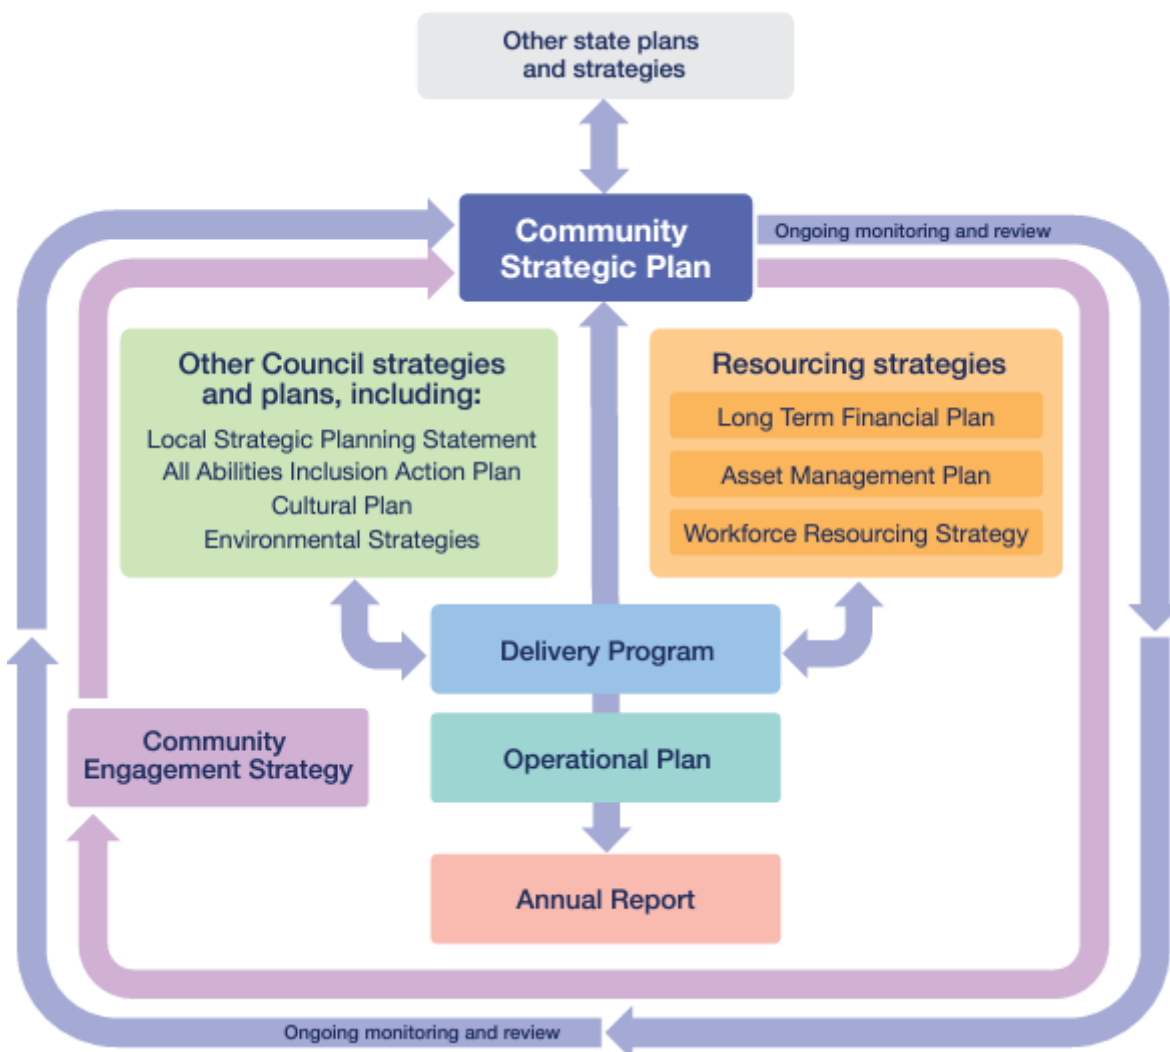 Other state plans
and strategies
Community
Strategic Plan
Ongoing monitoring and review
Other Council strategies
and plans, including:
Local Strategic Planning Statement
All Abilities Inclusion Action Plan
Cultural Plan
Environmental Strategies
Resourcing strategies
Long Term Financial Plan
Asset Management Plan
Workforce Resourcing Strategy
Delivery Program
Community
Engagement Strategy
Operational Plan
Annual Report
Ongoing monitoring and review